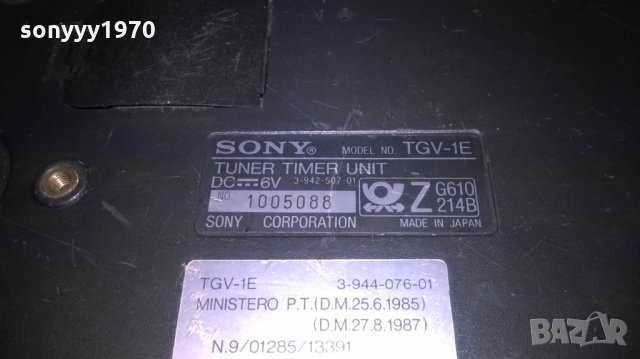 sonyyy1970
SONY® MODEL NO. TGV-1E
TUNER TIMER UNIT
DC⎓6V 3-942-507-01
NO. 1005088
Z G610 214B
SONY CORPORATION MADE IN JAPAN
TGV-1E 3-944-076-01
MINISTERO P.T.(D.M.25.6.1985)
(D.M.27.8.1987)
N.9/01285/13391
BAZAR